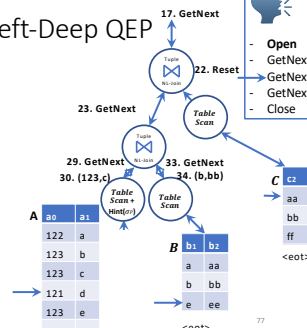 17. GetNext
eft-Deep QEP
- Open
- GetNex
- GetNex
- GetNex
- Close
Tuple
NL-Join
22. Reset
23. GetNext
Table
Scan
Tuple
NL-Join
29. GetNext
33. GetNext
30. (123,c)
34. (b,bb)
Table
Scan +
Hint(σP)
Table
Scan
C
c2
aa
bb
ff
<eot>
A
a0 a1
122 a
123 b
123 c
121 d
123 e
B
b1 b2
a aa
b bb
e ee
<eot>
77